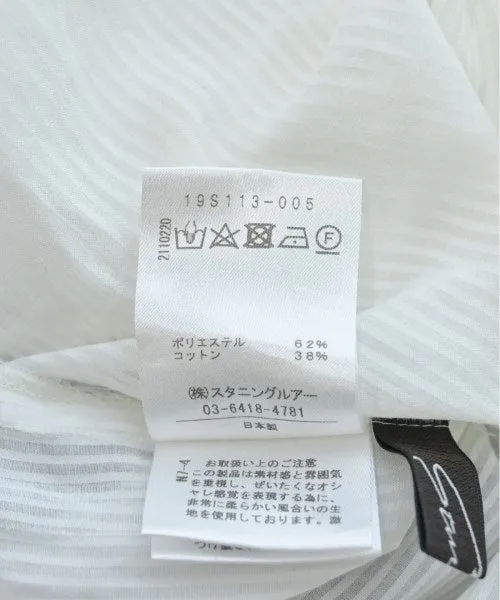 19S113-005
2110220
F
ポリエステル 62%
コットン 38%
㈱スタニングルアー
03-6418-4781
日本製
お取扱い上のご注意
この製品は素材感と雰囲気
を重視し、ぜいたくなオシ
ャレ感覚を表現する為に、
非常に柔らかい風合いの生
地を使用しております。激